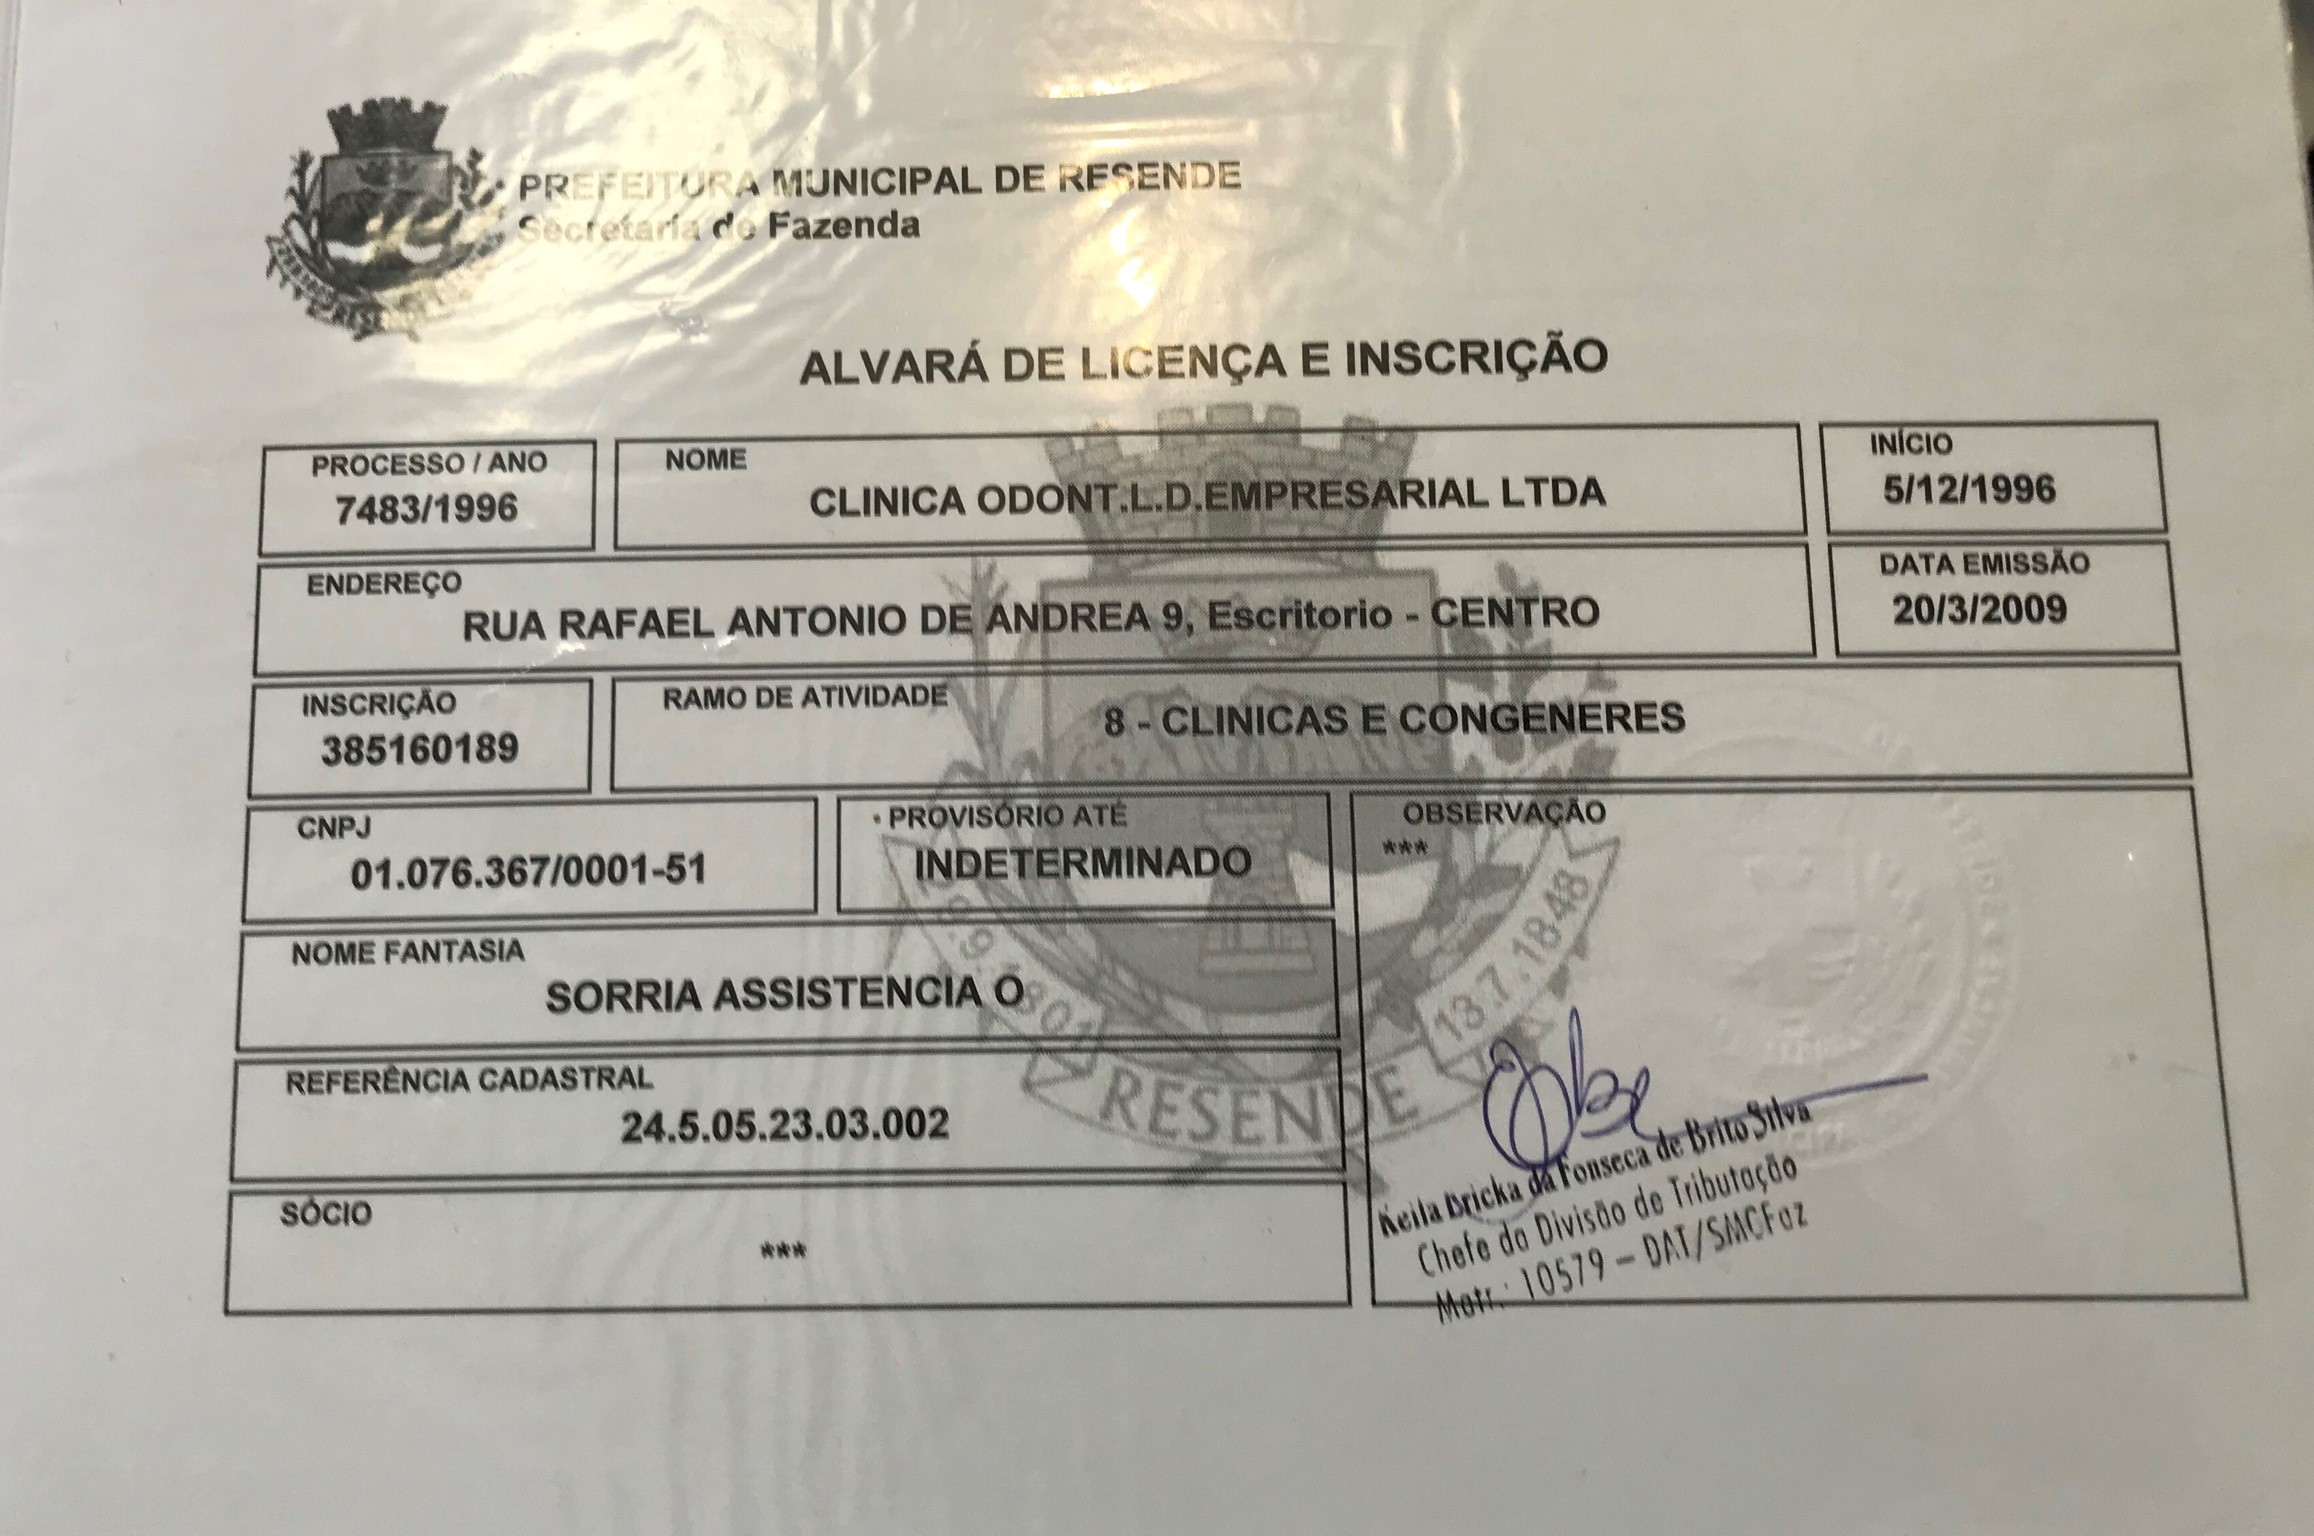 PREFEITURA MUNICIPAL DE RESENDE
Secretaria de Fazenda
ALVARÁ DE LICENÇA E INSCRIÇÃO
PROCESSO / ANO
7483/1996
NOME
CLINICA ODONT.L.D.EMPRESARIAL LTDA
INÍCIO
5/12/1996
ENDEREÇO
RUA RAFAEL ANTONIO DE ANDREA 9, Escritorio - CENTRO
DATA EMISSÃO
20/3/2009
INSCRIÇÃO
385160189
RAMO DE ATIVIDADE
8 - CLINICAS E CONGENERES
CNPJ
01.076.367/0001-51
PROVISÓRIO ATÉ
INDETERMINADO
OBSERVAÇÃO
***
NOME FANTASIA
SORRIA ASSISTENCIA O
REFERÊNCIA CADASTRAL
24.5.05.23.03.002
SÓCIO
***
13.7.1848
RESENDE
Keila Dricka da Fonseca de Brito Silva
Chefe da Divisão de Tributação
Matr.: 10579 - DAT/SMCFaz